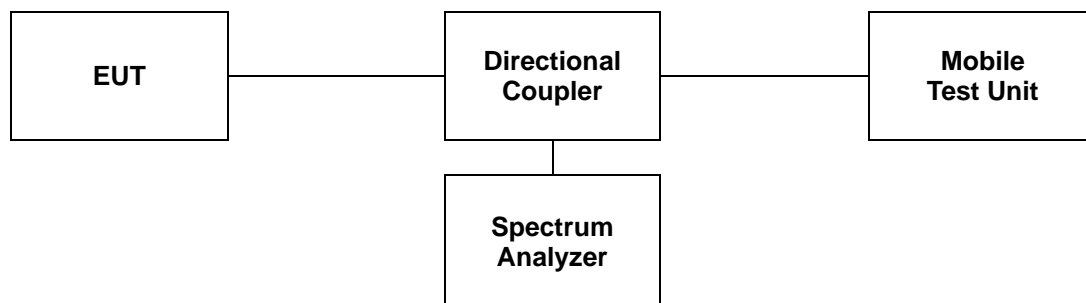 EUT
Directional
Coupler
Mobile
Test Unit
Spectrum
Analyzer